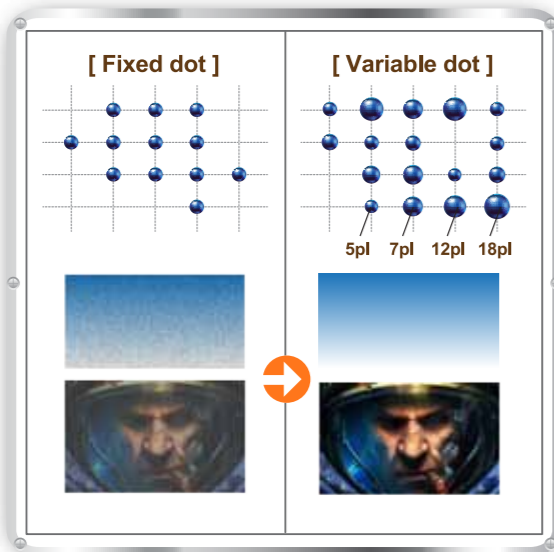 [ Fixed dot ]
[ Variable dot ]
5pl 7pl 12pl 18pl